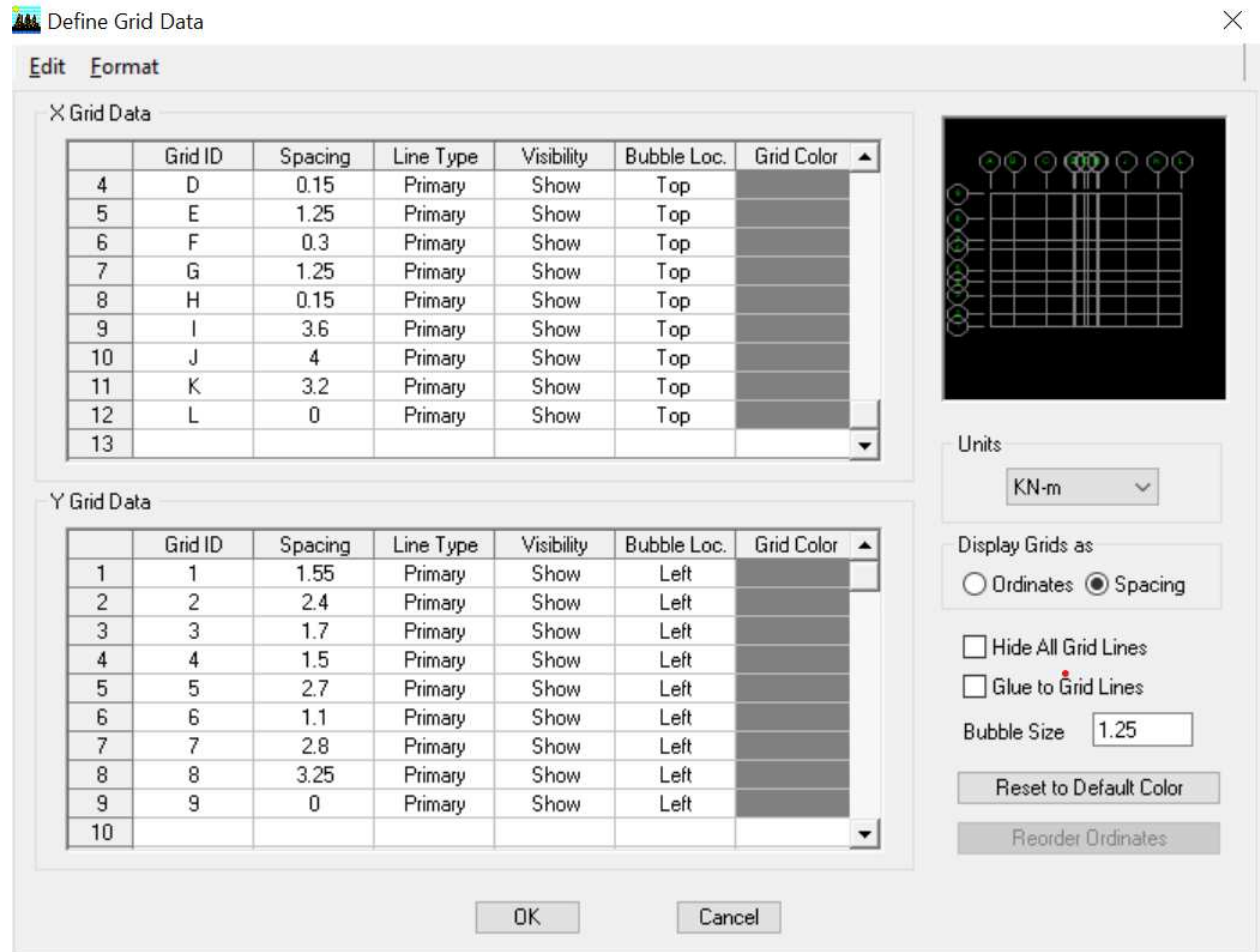 Define Grid Data
Edit Format
X Grid Data
Grid ID Spacing Line Type Visibility Bubble Loc. Grid Color
4 D 0.15 Primary Show Top
5 E 1.25 Primary Show Top
6 F 0.3 Primary Show Top
7 G 1.25 Primary Show Top
8 H 0.15 Primary Show Top
9 I 3.6 Primary Show Top
10 J 4 Primary Show Top
11 K 3.2 Primary Show Top
12 L 0 Primary Show Top
13
Y Grid Data
Grid ID Spacing Line Type Visibility Bubble Loc. Grid Color
1 1 1.55 Primary Show Left
2 2 2.4 Primary Show Left
3 3 1.7 Primary Show Left
4 4 1.5 Primary Show Left
5 5 2.7 Primary Show Left
6 6 1.1 Primary Show Left
7 7 2.8 Primary Show Left
8 8 3.25 Primary Show Left
9 9 0 Primary Show Left
10
Units
KN-m
Display Grids as
Ordinates Spacing
Hide All Grid Lines
Glue to Grid Lines
Bubble Size 1.25
Reset to Default Color
Reorder Ordinates
OK Cancel